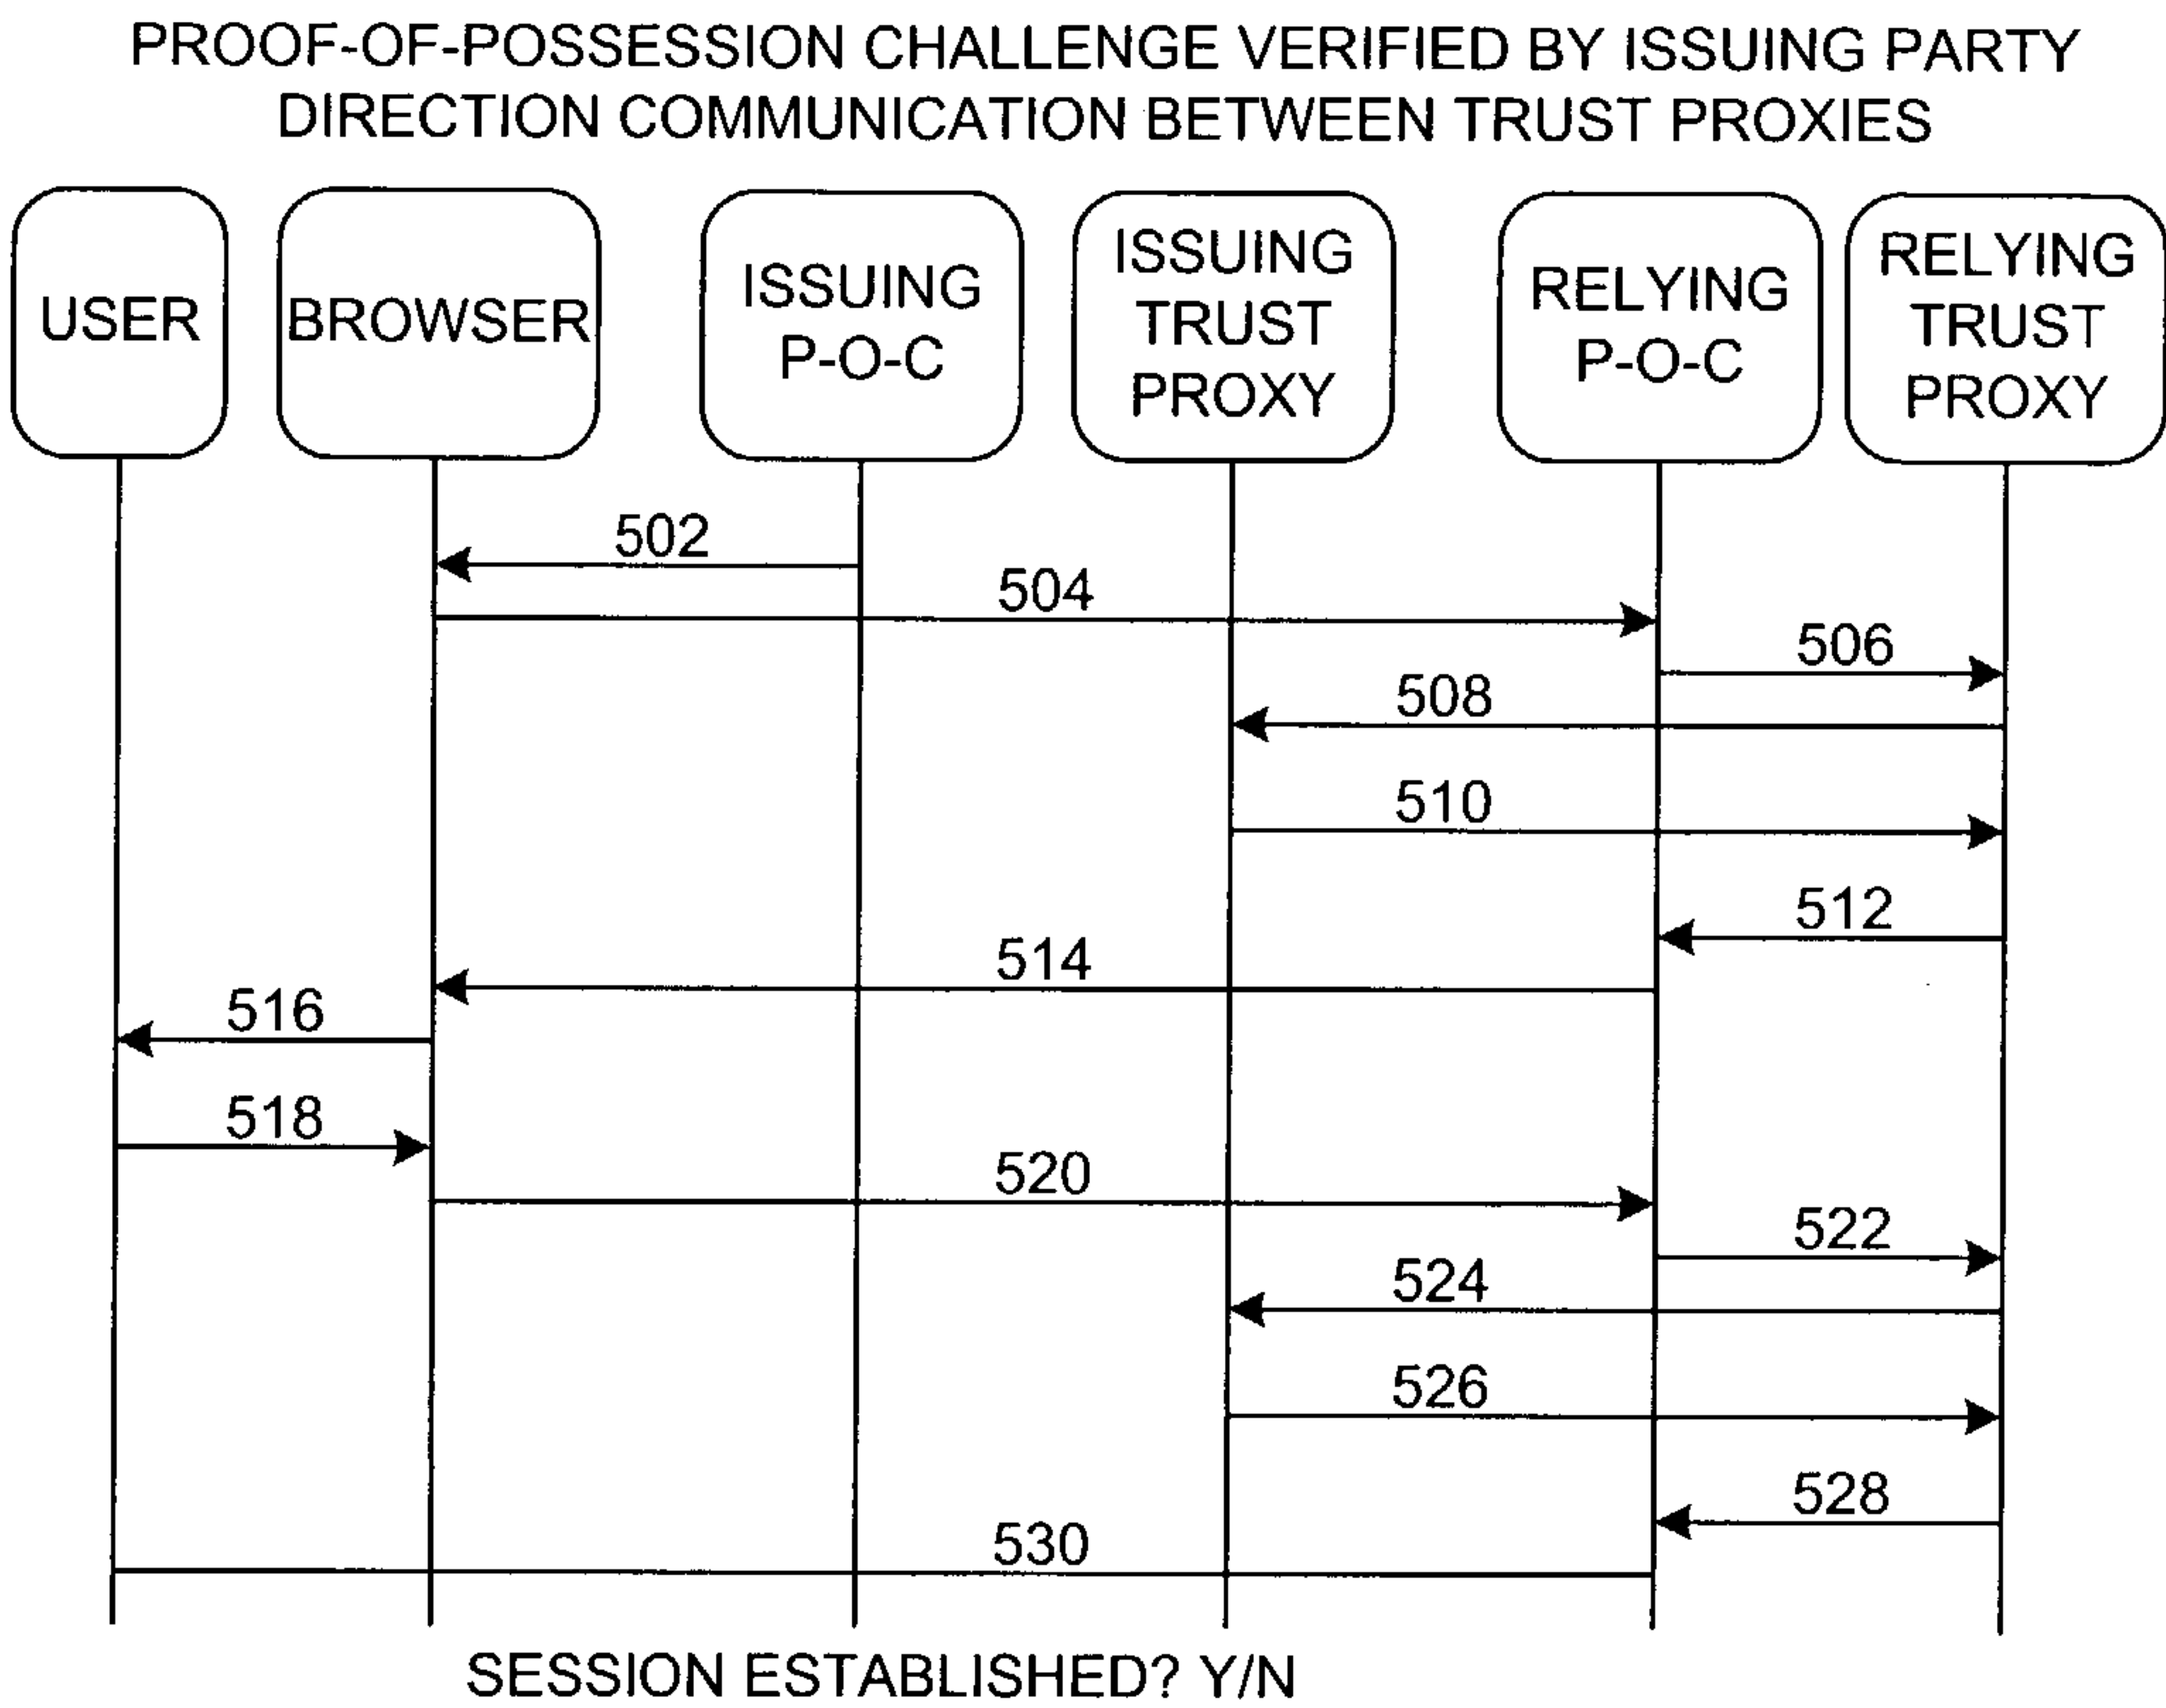 PROOF-OF-POSSESSION CHALLENGE VERIFIED BY ISSUING PARTY
DIRECTION COMMUNICATION BETWEEN TRUST PROXIES
USER
BROWSER
ISSUING
P-O-C
ISSUING
TRUST
PROXY
RELYING
P-O-C
RELYING
TRUST
PROXY
502
504
506
508
510
512
514
516
518
520
522
524
526
528
530
SESSION ESTABLISHED? Y/N